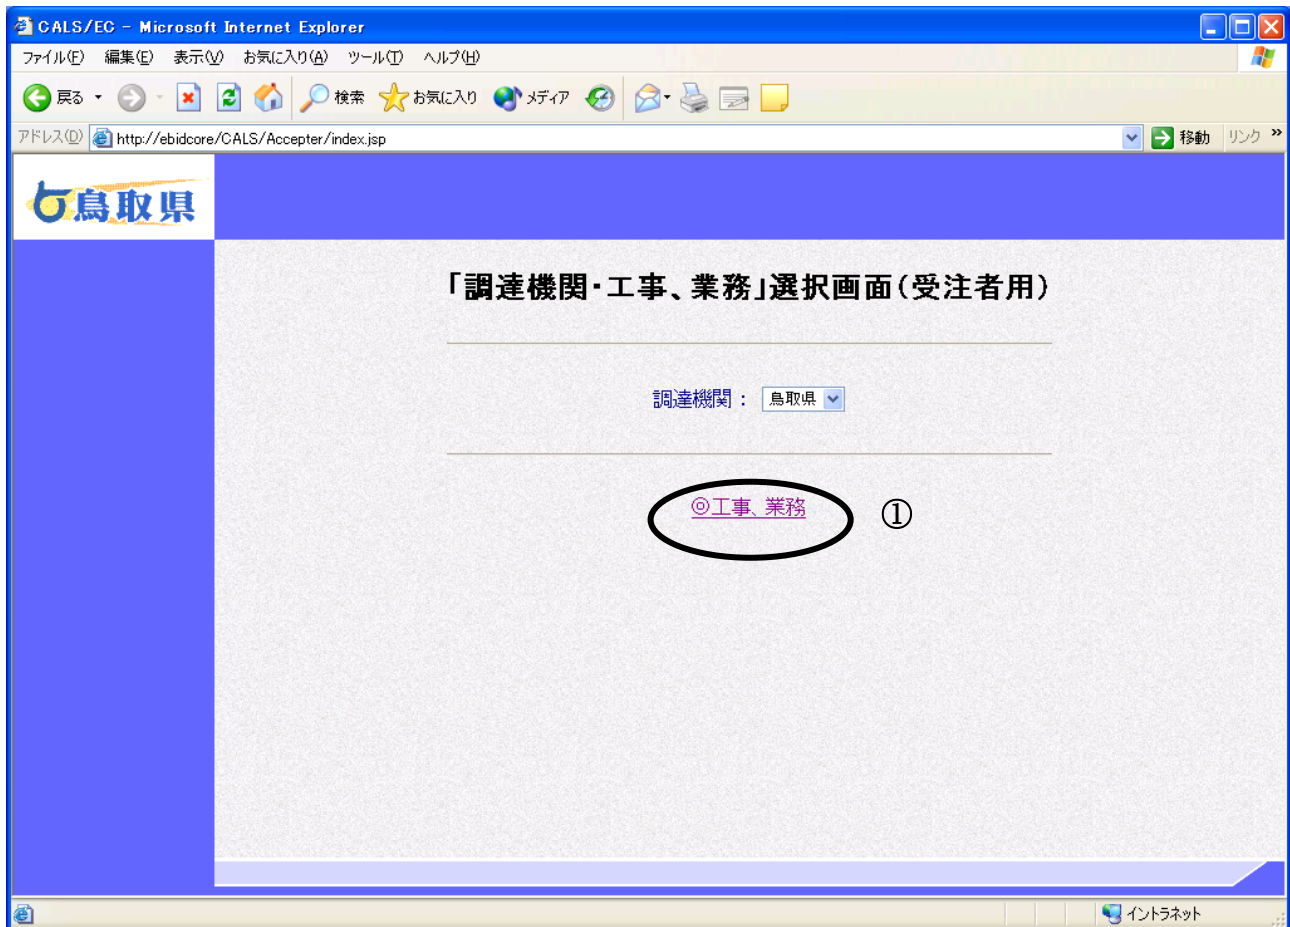 CALS/EC - Microsoft Internet Explorer
ファイル(F) 編集(E) 表示(V) お気に入り(A) ツール(T) ヘルプ(H)
戻る 検索 お気に入り メディア
アドレス(D) http://ebidcore/CALS/Accepter/index.jsp 移動 リンク »
鳥取県
「調達機関・工事、業務」選択画面(受注者用)
調達機関： 鳥取県
◎工事、業務 ①
イントラネット